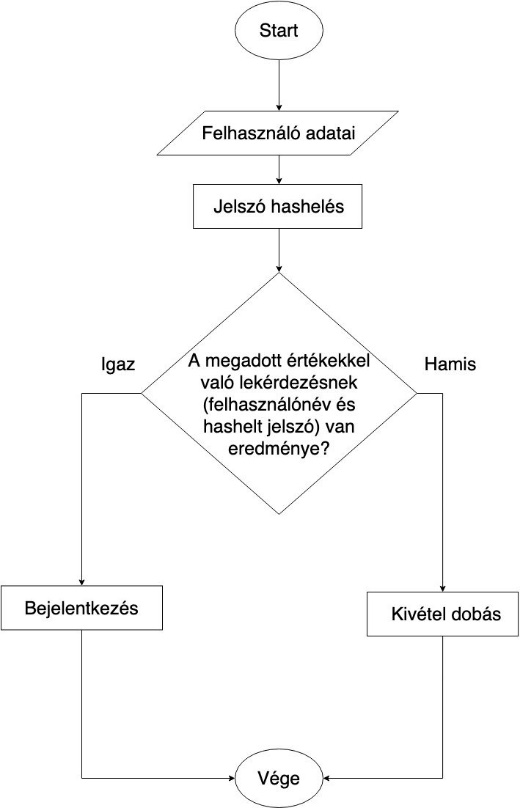 Start
Felhasználó adatai
Jelszó hashelés
Igaz
Hamis
A megadott értékekkel
való lekérdezésnek
(felhasználónév és
hashelt jelszó) van
eredménye?
Bejelentkezés
Kivétel dobás
Vége